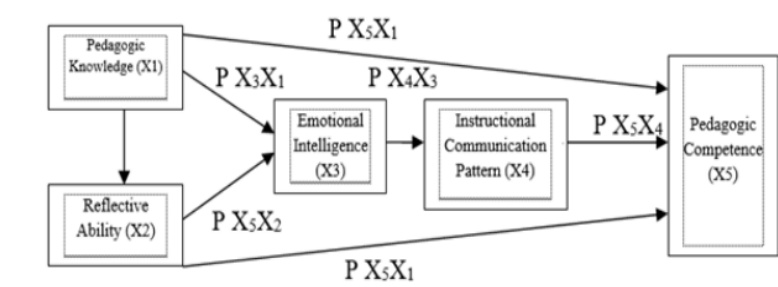 P X₅X₁
Pedagogic
Knowledge (X1)
P X₃X₁
P X₄X₃
Emotional
Intelligence
(X3)
Instructional
Communication
Pattern (X4)
P X₅X₄
Pedagogic
Competence
(X5)
Reflective
Ability (X2)
P X₅X₂
P X₅X₁